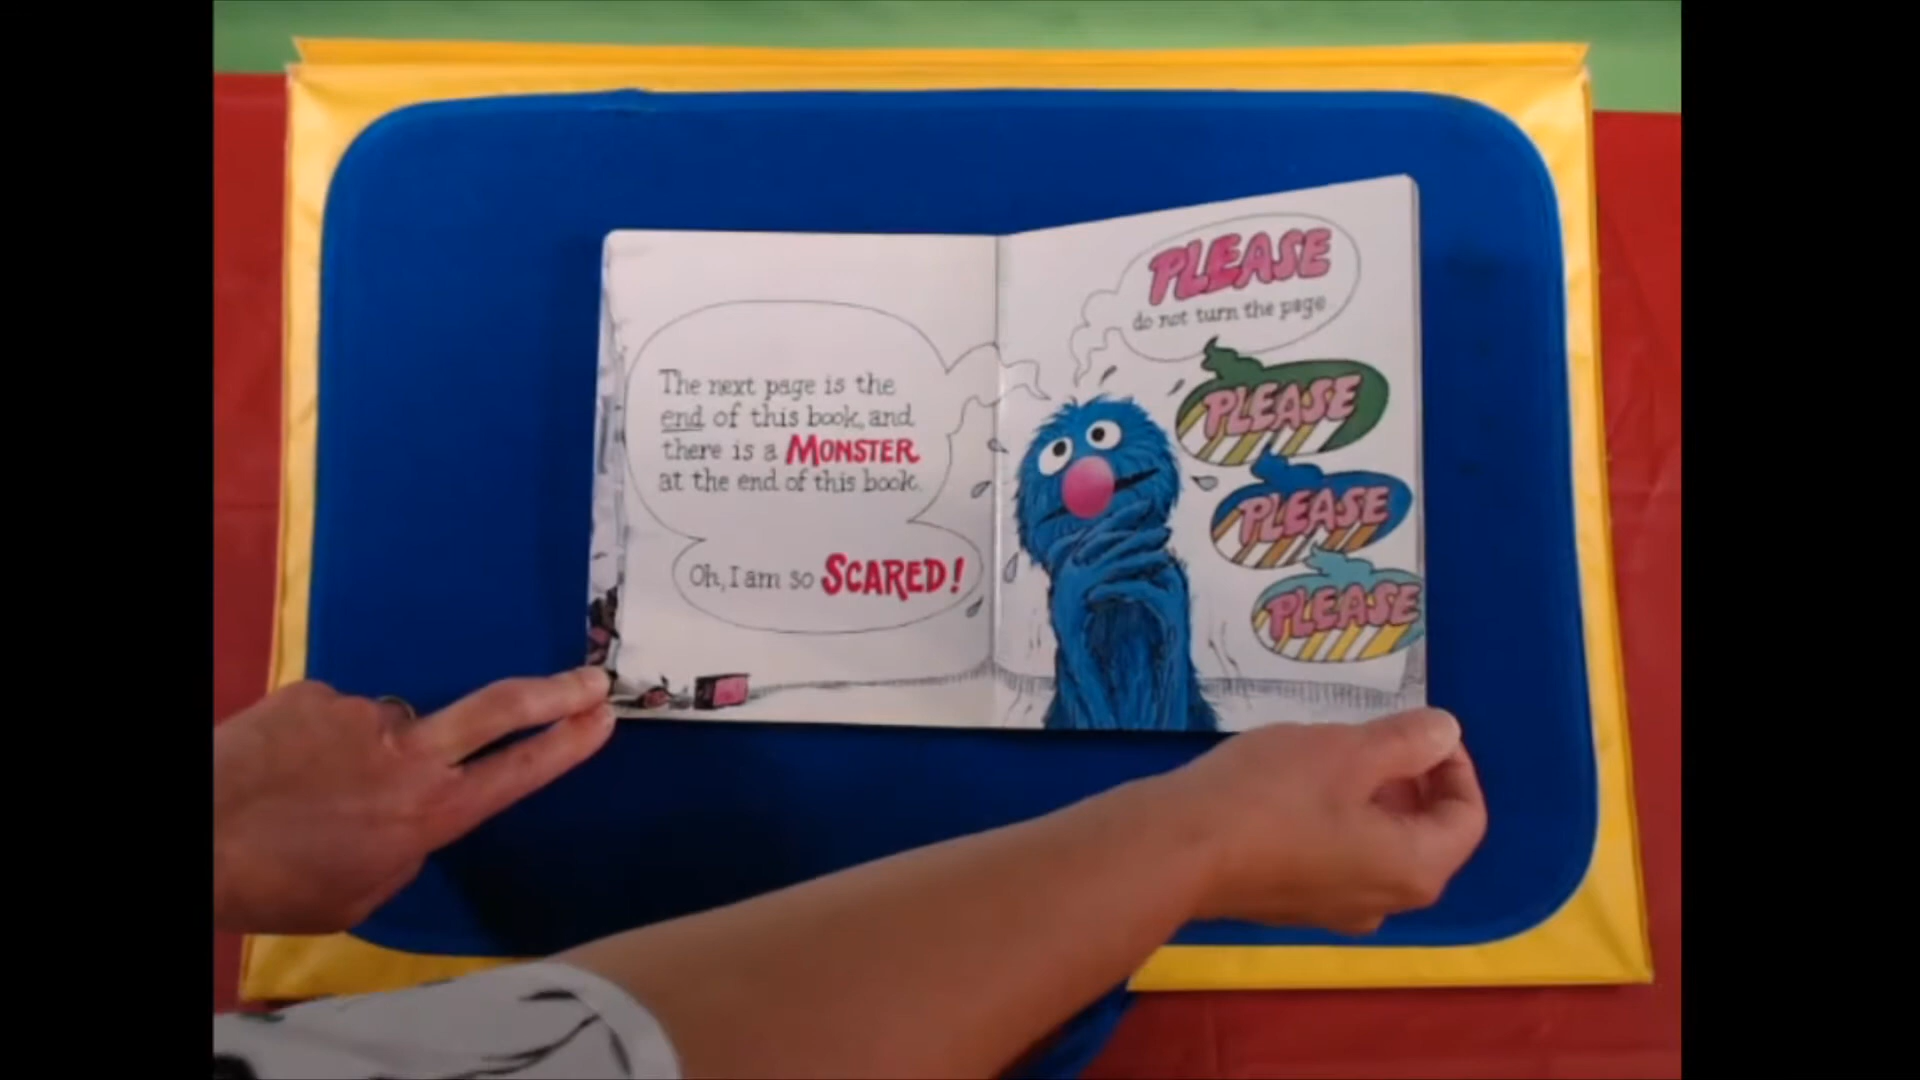 The next page is the
end of this book, and
there is a MONSTER
at the end of this book.
Oh, I am so SCARED!
PLEASE
do not turn the page
PLEASE
PLEASE
PLEASE